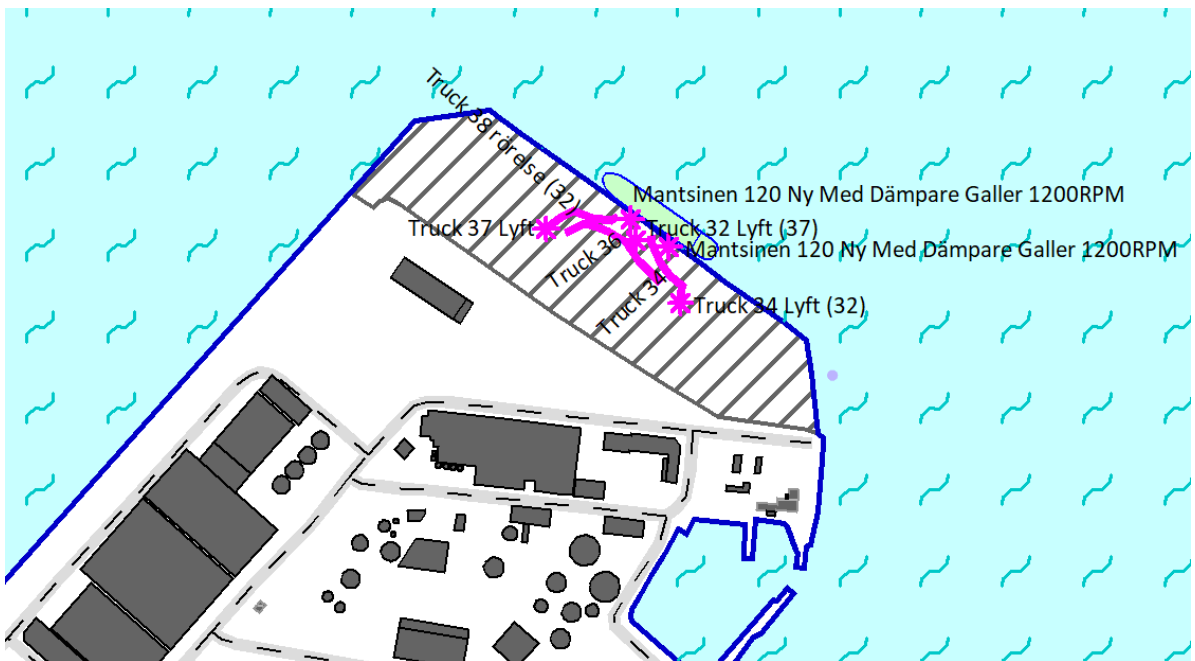 Truck 38 rörelse (32)
Mantsinen 120 Ny Med Dämpare Galler 1200RPM
Truck 37 Lyft
Truck 32 Lyft (37)
Mantsinen 120 Ny Med Dämpare Galler 1200RPM
Truck 36
Truck 34
Truck 34 Lyft (32)